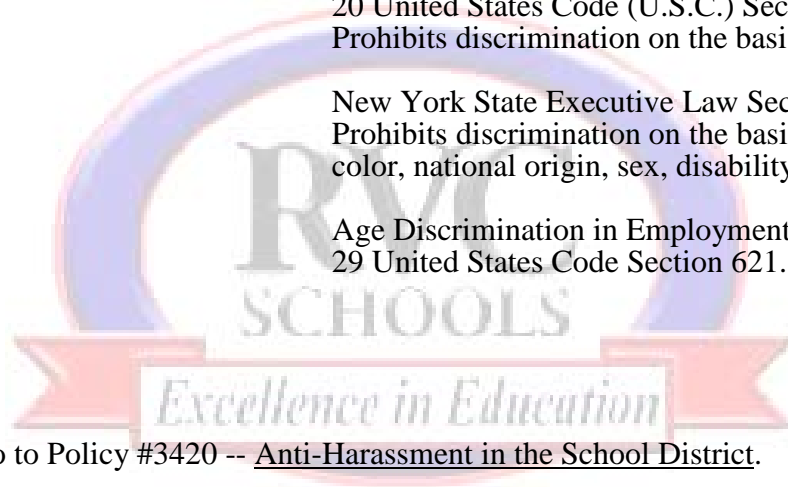 20 United States Code (U.S.C.) Sec
Prohibits discrimination on the basi
New York State Executive Law Sec
Prohibits discrimination on the basi
color, national origin, sex, disability
RVC
Age Discrimination in Employment
29 United States Code Section 621.
SCHOOLS
Excellence in Education
o to Policy #3420 -- Anti-Harassment in the School District.